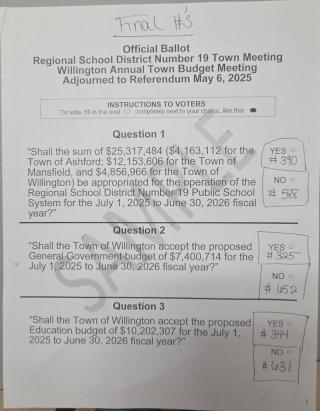 Final #'s
Official Ballot
Regional School District Number 19 Town Meeting
Willington Annual Town Budget Meeting
Adjourned to Referendum May 6, 2025
INSTRUCTIONS TO VOTERS
To vote, fill in the oval completely next to your choice, like this
Question 1
"Shall the sum of $25,317,484 ($4,163,112 for the
Town of Ashford; $12,153,606 for the Town of
Mansfield, and $4,856,966 for the Town of
Willington) be appropriated for the operation of the
Regional School District Number 19 Public School
System for the July 1, 2025 to June 30, 2026 fiscal
year?"
YES
# 390
NO
# 588
Question 2
"Shall the Town of Willington accept the proposed
General Government budget of $7,400,714 for the
July 1, 2025 to June 30, 2026 fiscal year?"
YES
# 325
NO
# 652
Question 3
"Shall the Town of Willington accept the proposed
Education budget of $10,202,307 for the July 1,
2025 to June 30, 2026 fiscal year?"
YES
# 344
NO
# 631
SAMPLE